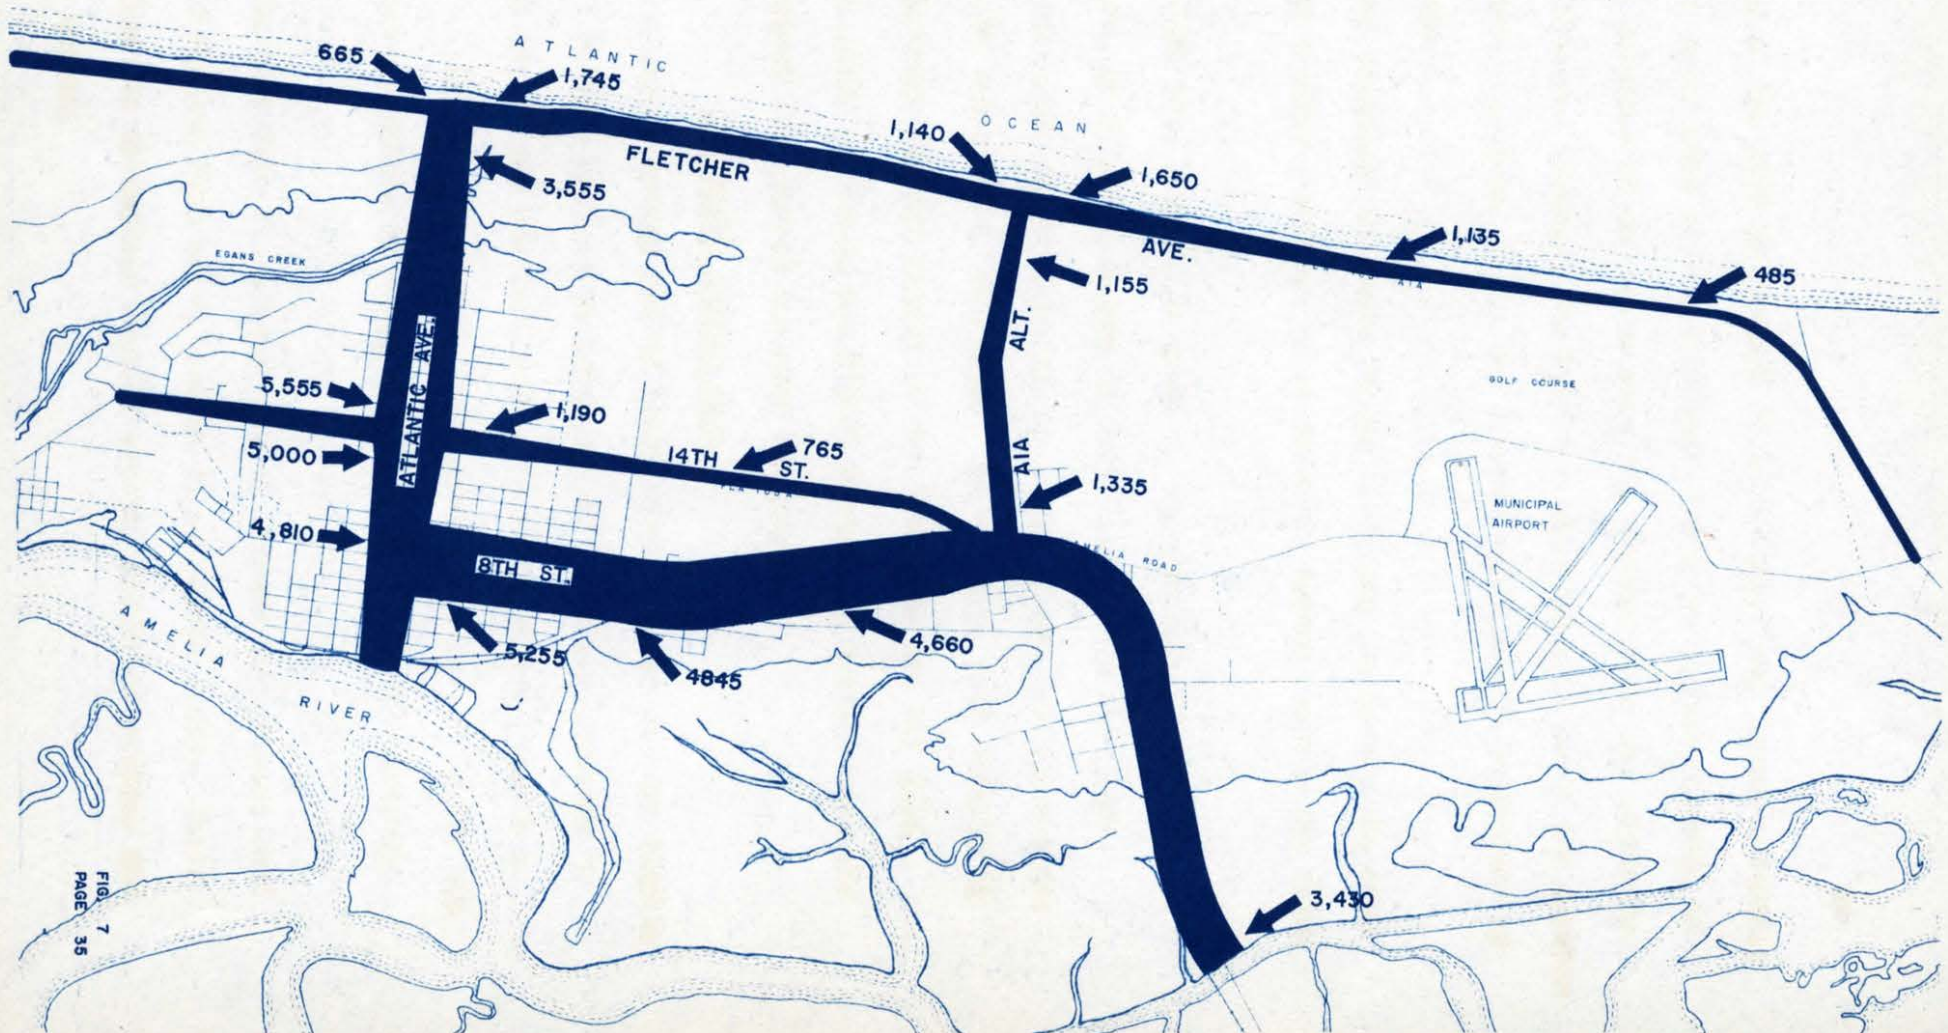 ATLANTIC
665
1,745
OCEAN
1,140
FLETCHER
1,650
3,555
1,135
AVE.
485
EGANS CREEK
1,155
ALT.
ATLANTIC AVE.
GOLF COURSE
5,555
1,190
5,000
14TH ST.
765
A1A
1,335
MUNICIPAL
AIRPORT
4,810
8TH ST.
AMELIA ROAD
AMELIA
RIVER
5,255
4845
4,660
3,430
FIG. 7
PAGE 35